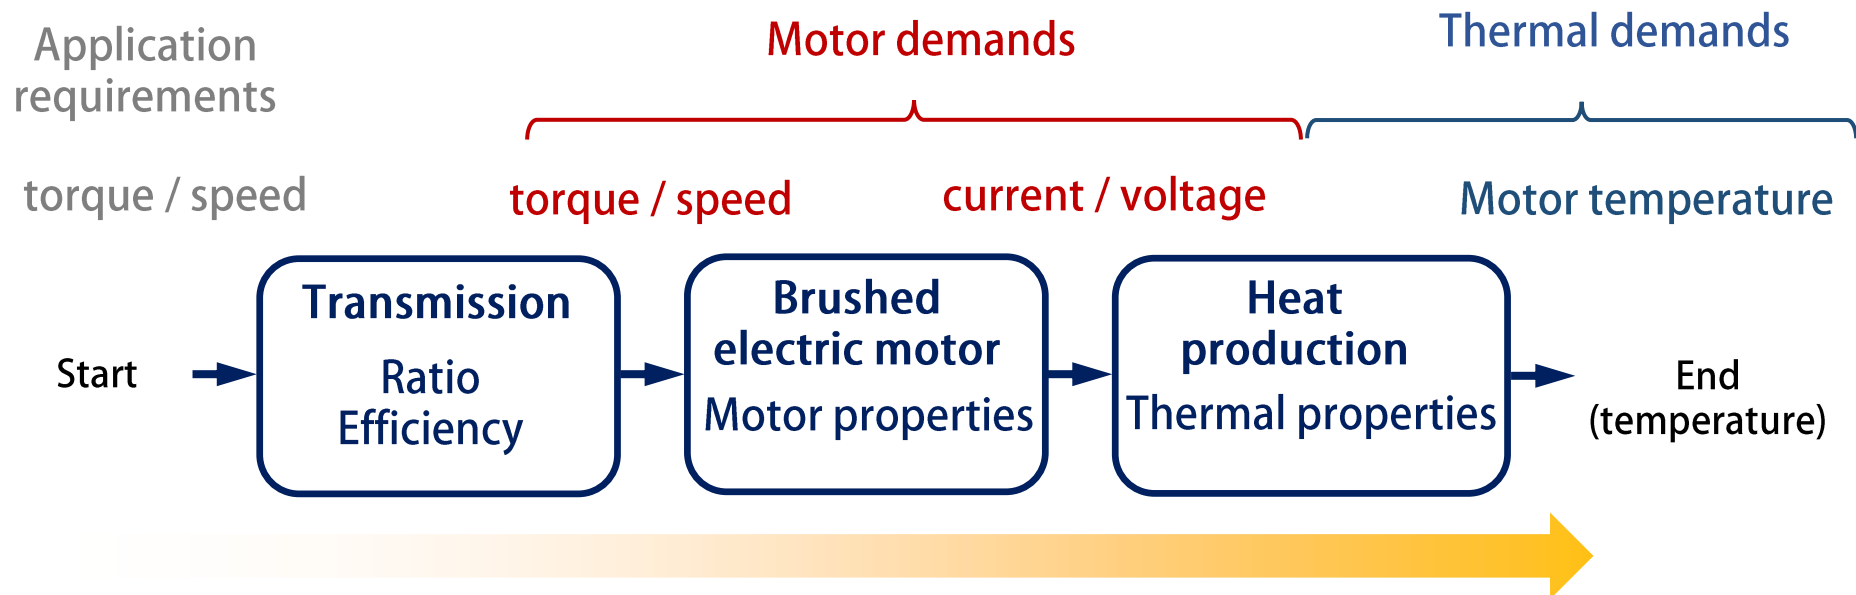 Application
requirements
Motor demands
Thermal demands
torque / speed
torque / speed
current / voltage
Motor temperature
Start
Transmission
Ratio
Efficiency
Brushed
electric motor
Motor properties
Heat
production
Thermal properties
End
(temperature)